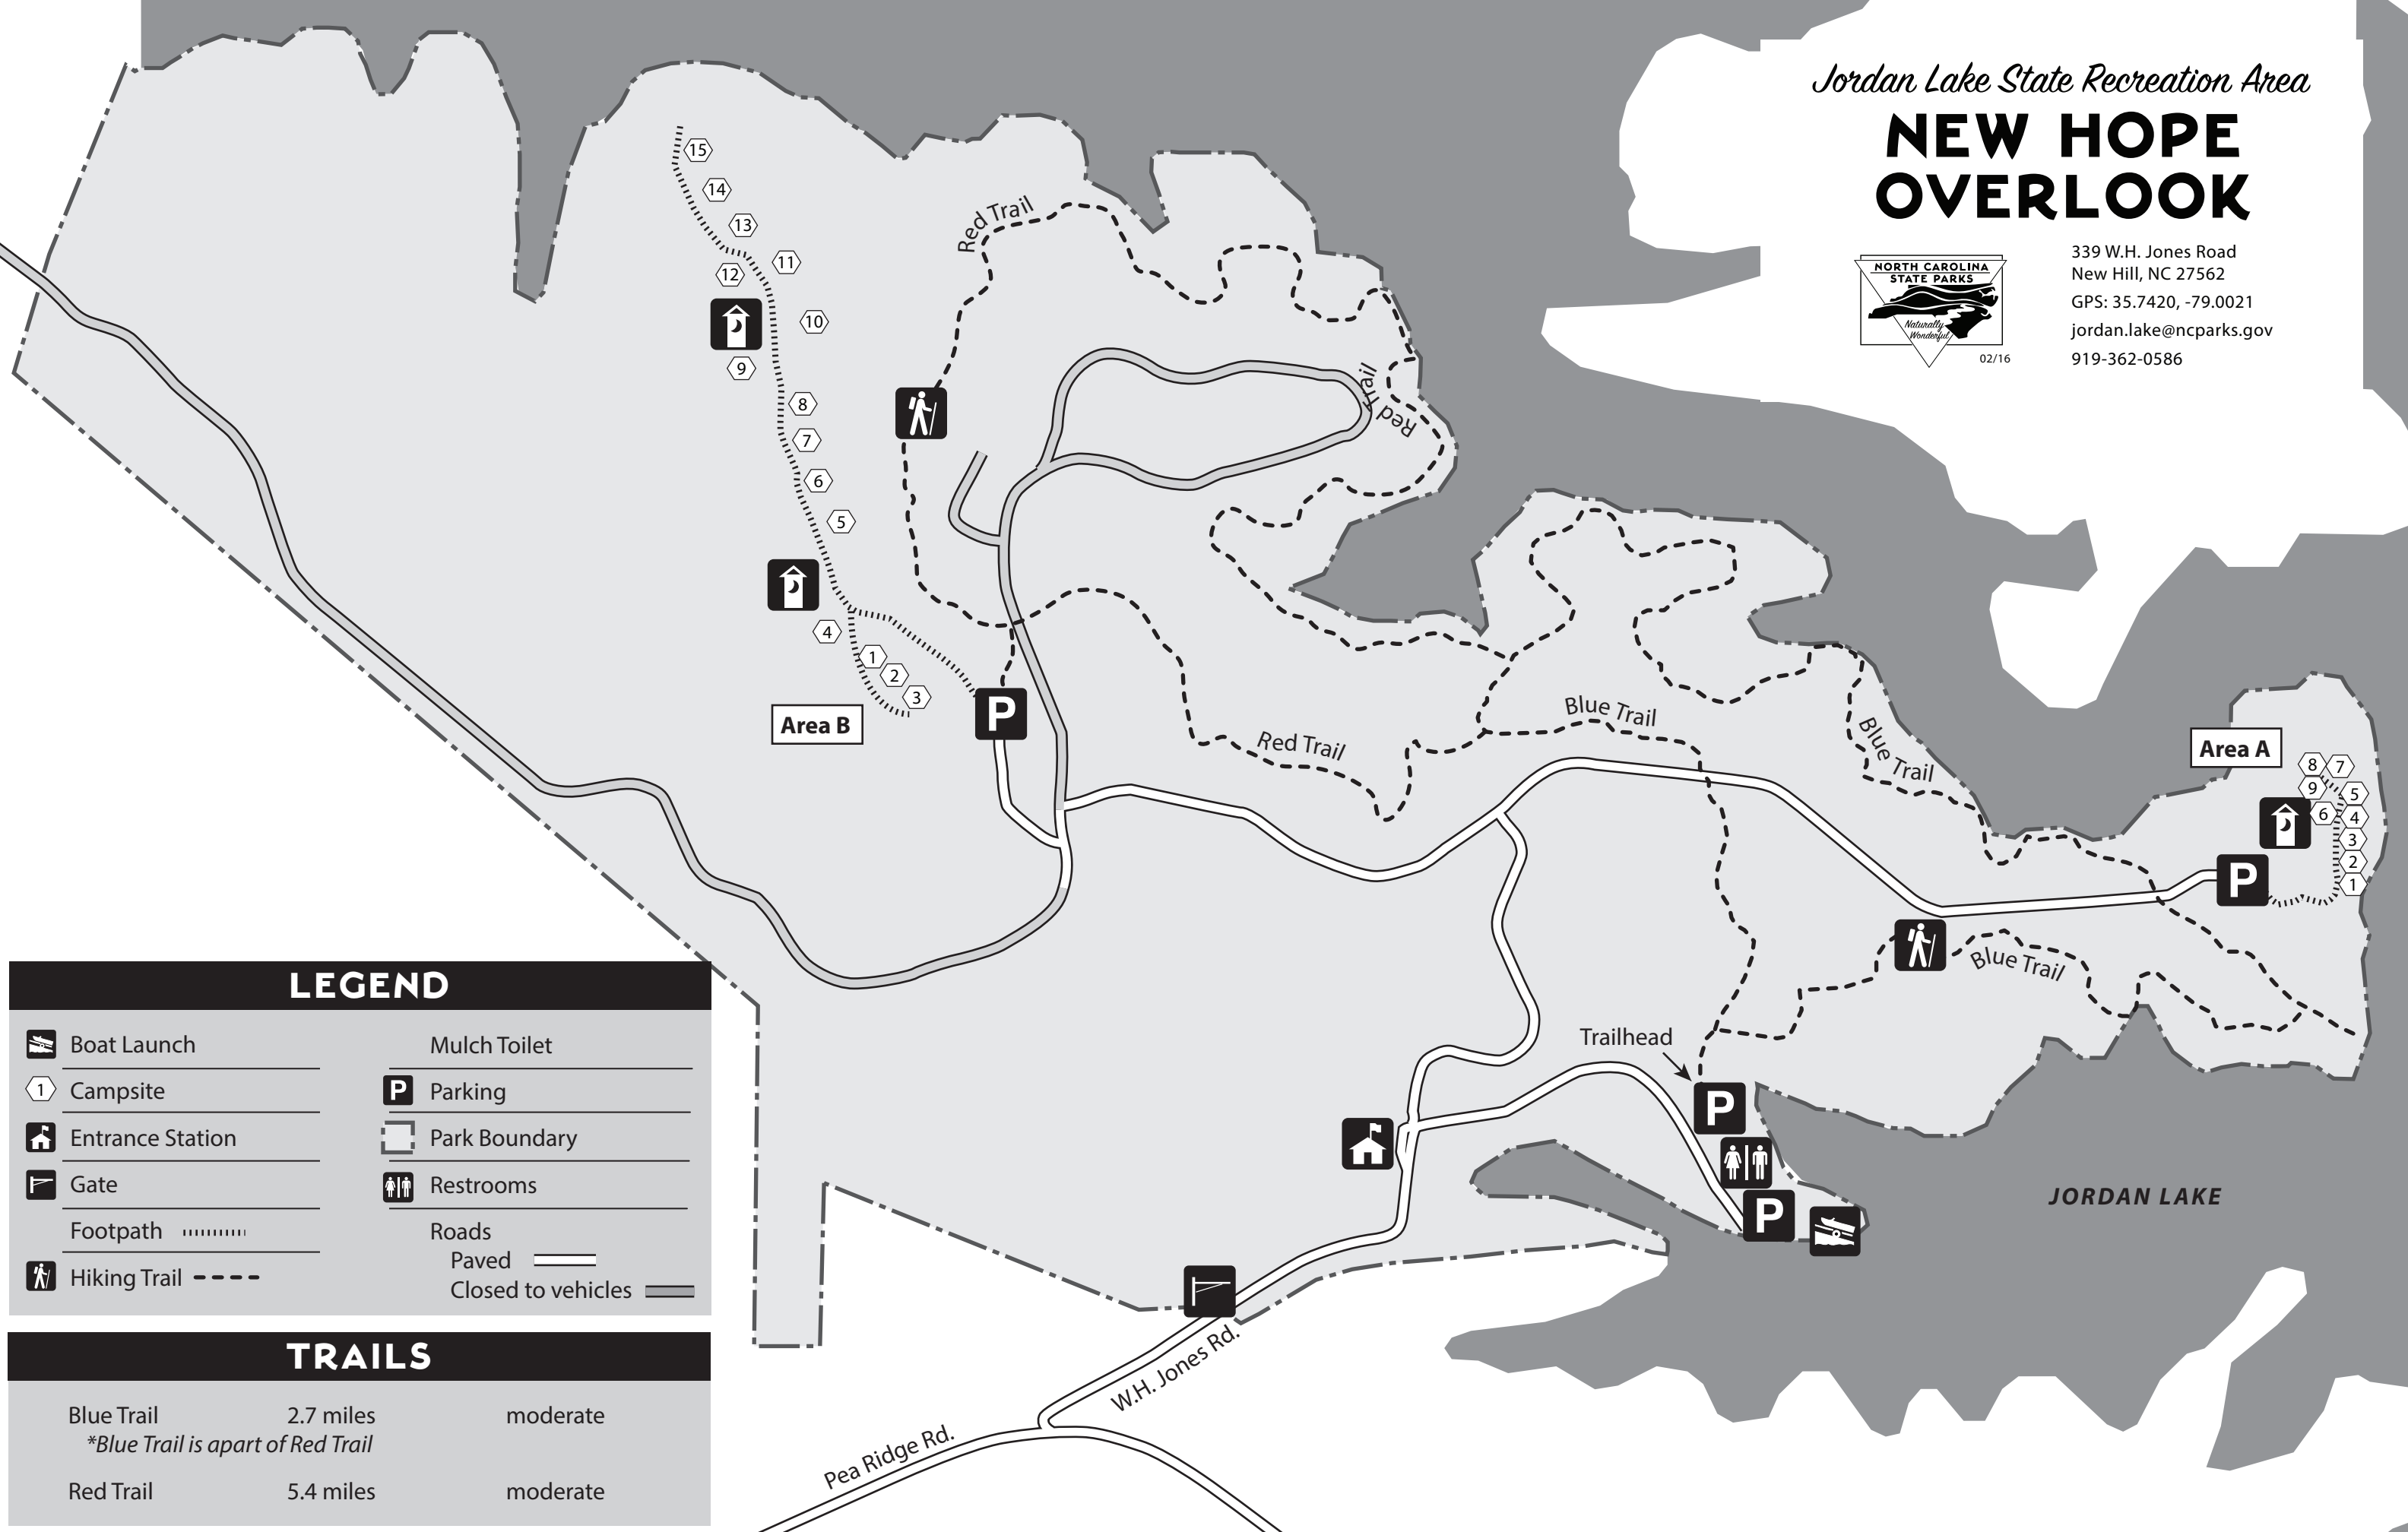 Jordan Lake State Recreation Area
NEW HOPE
OVERLOOK
NORTH CAROLINA
STATE PARKS
Naturally
Wonderful
02/16
339 W.H. Jones Road
New Hill, NC 27562
GPS: 35.7420, -79.0021
jordan.lake@ncparks.gov
919-362-0586
15
14
13
12
11
10
9
8
7
6
5
4
1
2
3
Area B
P
Red Trail
Red Trail
Red Trail
Blue Trail
Blue Trail
Area A
8
7
9
5
6
4
3
2
1
P
Blue Trail
Trailhead
P
P
JORDAN LAKE
W.H. Jones Rd.
Pea Ridge Rd.
LEGEND
Boat Launch
1 Campsite
Entrance Station
Gate
Footpath
Hiking Trail
Mulch Toilet
P Parking
Park Boundary
Restrooms
Roads
Paved
Closed to vehicles
TRAILS
Blue Trail 2.7 miles moderate
*Blue Trail is apart of Red Trail
Red Trail 5.4 miles moderate